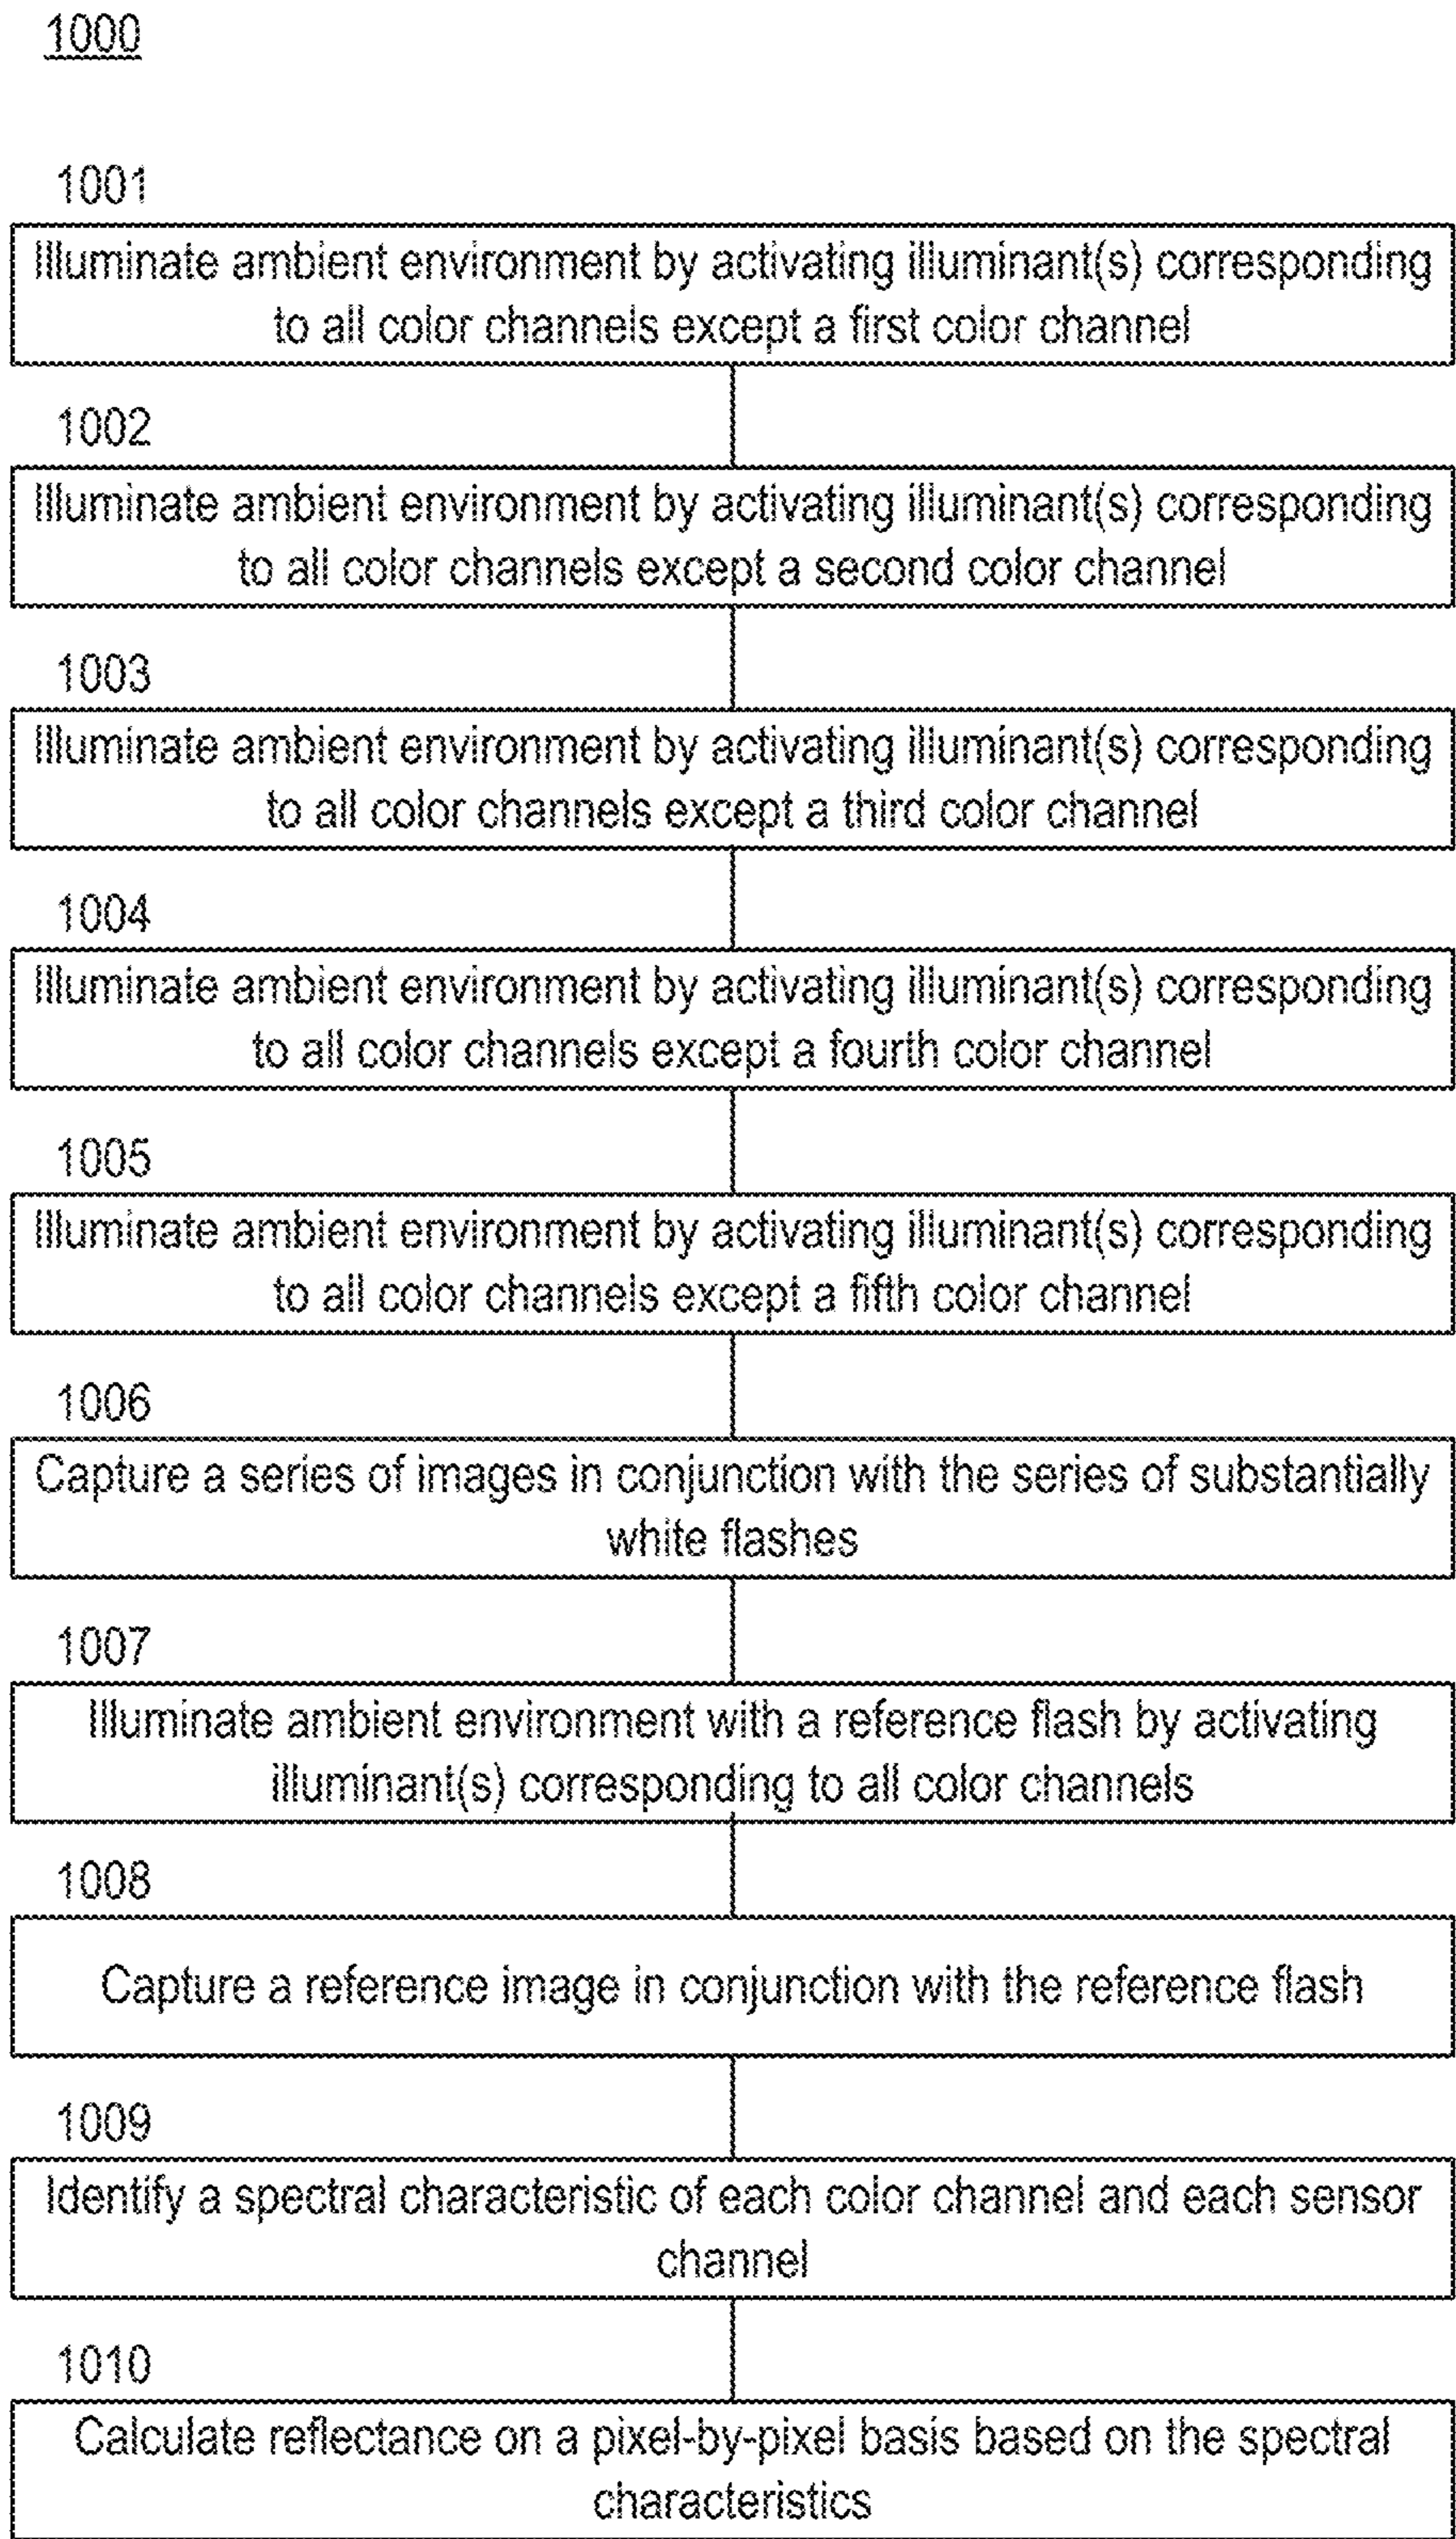 1000
1001
Illuminate ambient environment by activating illuminant(s) corresponding
to all color channels except a first color channel
1002
Illuminate ambient environment by activating illuminant(s) corresponding
to all color channels except a second color channel
1003
Illuminate ambient environment by activating illuminant(s) corresponding
to all color channels except a third color channel
1004
Illuminate ambient environment by activating illuminant(s) corresponding
to all color channels except a fourth color channel
1005
Illuminate ambient environment by activating illuminant(s) corresponding
to all color channels except a fifth color channel
1006
Capture a series of images in conjunction with the series of substantially
white flashes
1007
Illuminate ambient environment with a reference flash by activating
illuminant(s) corresponding to all color channels
1008
Capture a reference image in conjunction with the reference flash
1009
Identify a spectral characteristic of each color channel and each sensor
channel
1010
Calculate reflectance on a pixel-by-pixel basis based on the spectral
characteristics